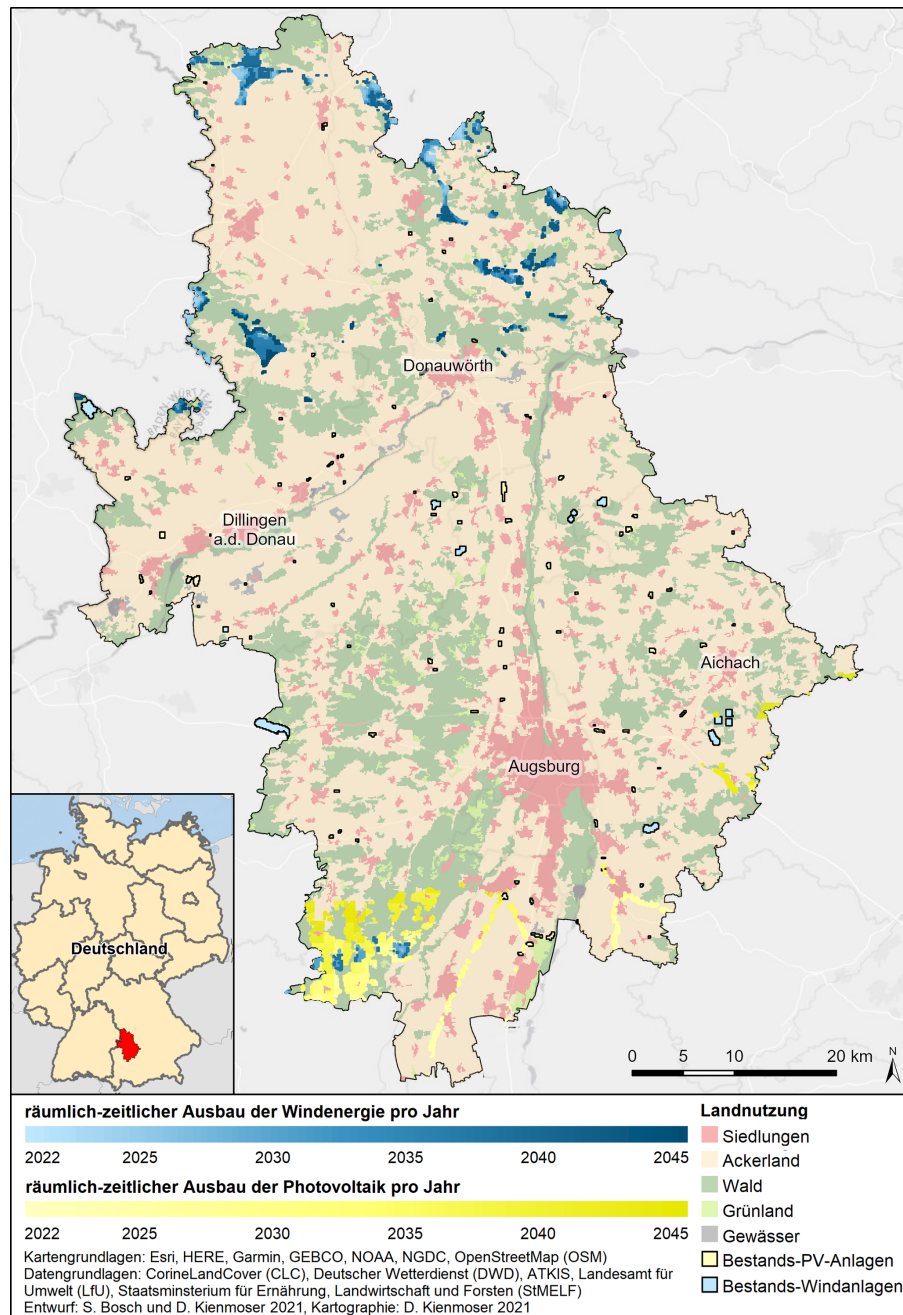 BADEN-WÜRTT
BAY
Donauwörth
Dillingen
a.d. Donau
Aichach
Augsburg
Deutschland
0 5 10 20 km
N
räumlich-zeitlicher Ausbau der Windenergie pro Jahr
2022 2025 2030 2035 2040 2045
räumlich-zeitlicher Ausbau der Photovoltaik pro Jahr
2022 2025 2030 2035 2040 2045
Kartengrundlagen: Esri, HERE, Garmin, GEBCO, NOAA, NGDC, OpenStreetMap (OSM)
Datengrundlagen: CorineLandCover (CLC), Deutscher Wetterdienst (DWD), ATKIS, Landesamt für
Umwelt (LfU), Staatsministerium für Ernährung, Landwirtschaft und Forsten (StMELF)
Entwurf: S. Bosch und D. Kienmoser 2021, Kartographie: D. Kienmoser 2021
Landnutzung
Siedlungen
Ackerland
Wald
Grünland
Gewässer
Bestands-PV-Anlagen
Bestands-Windanlagen